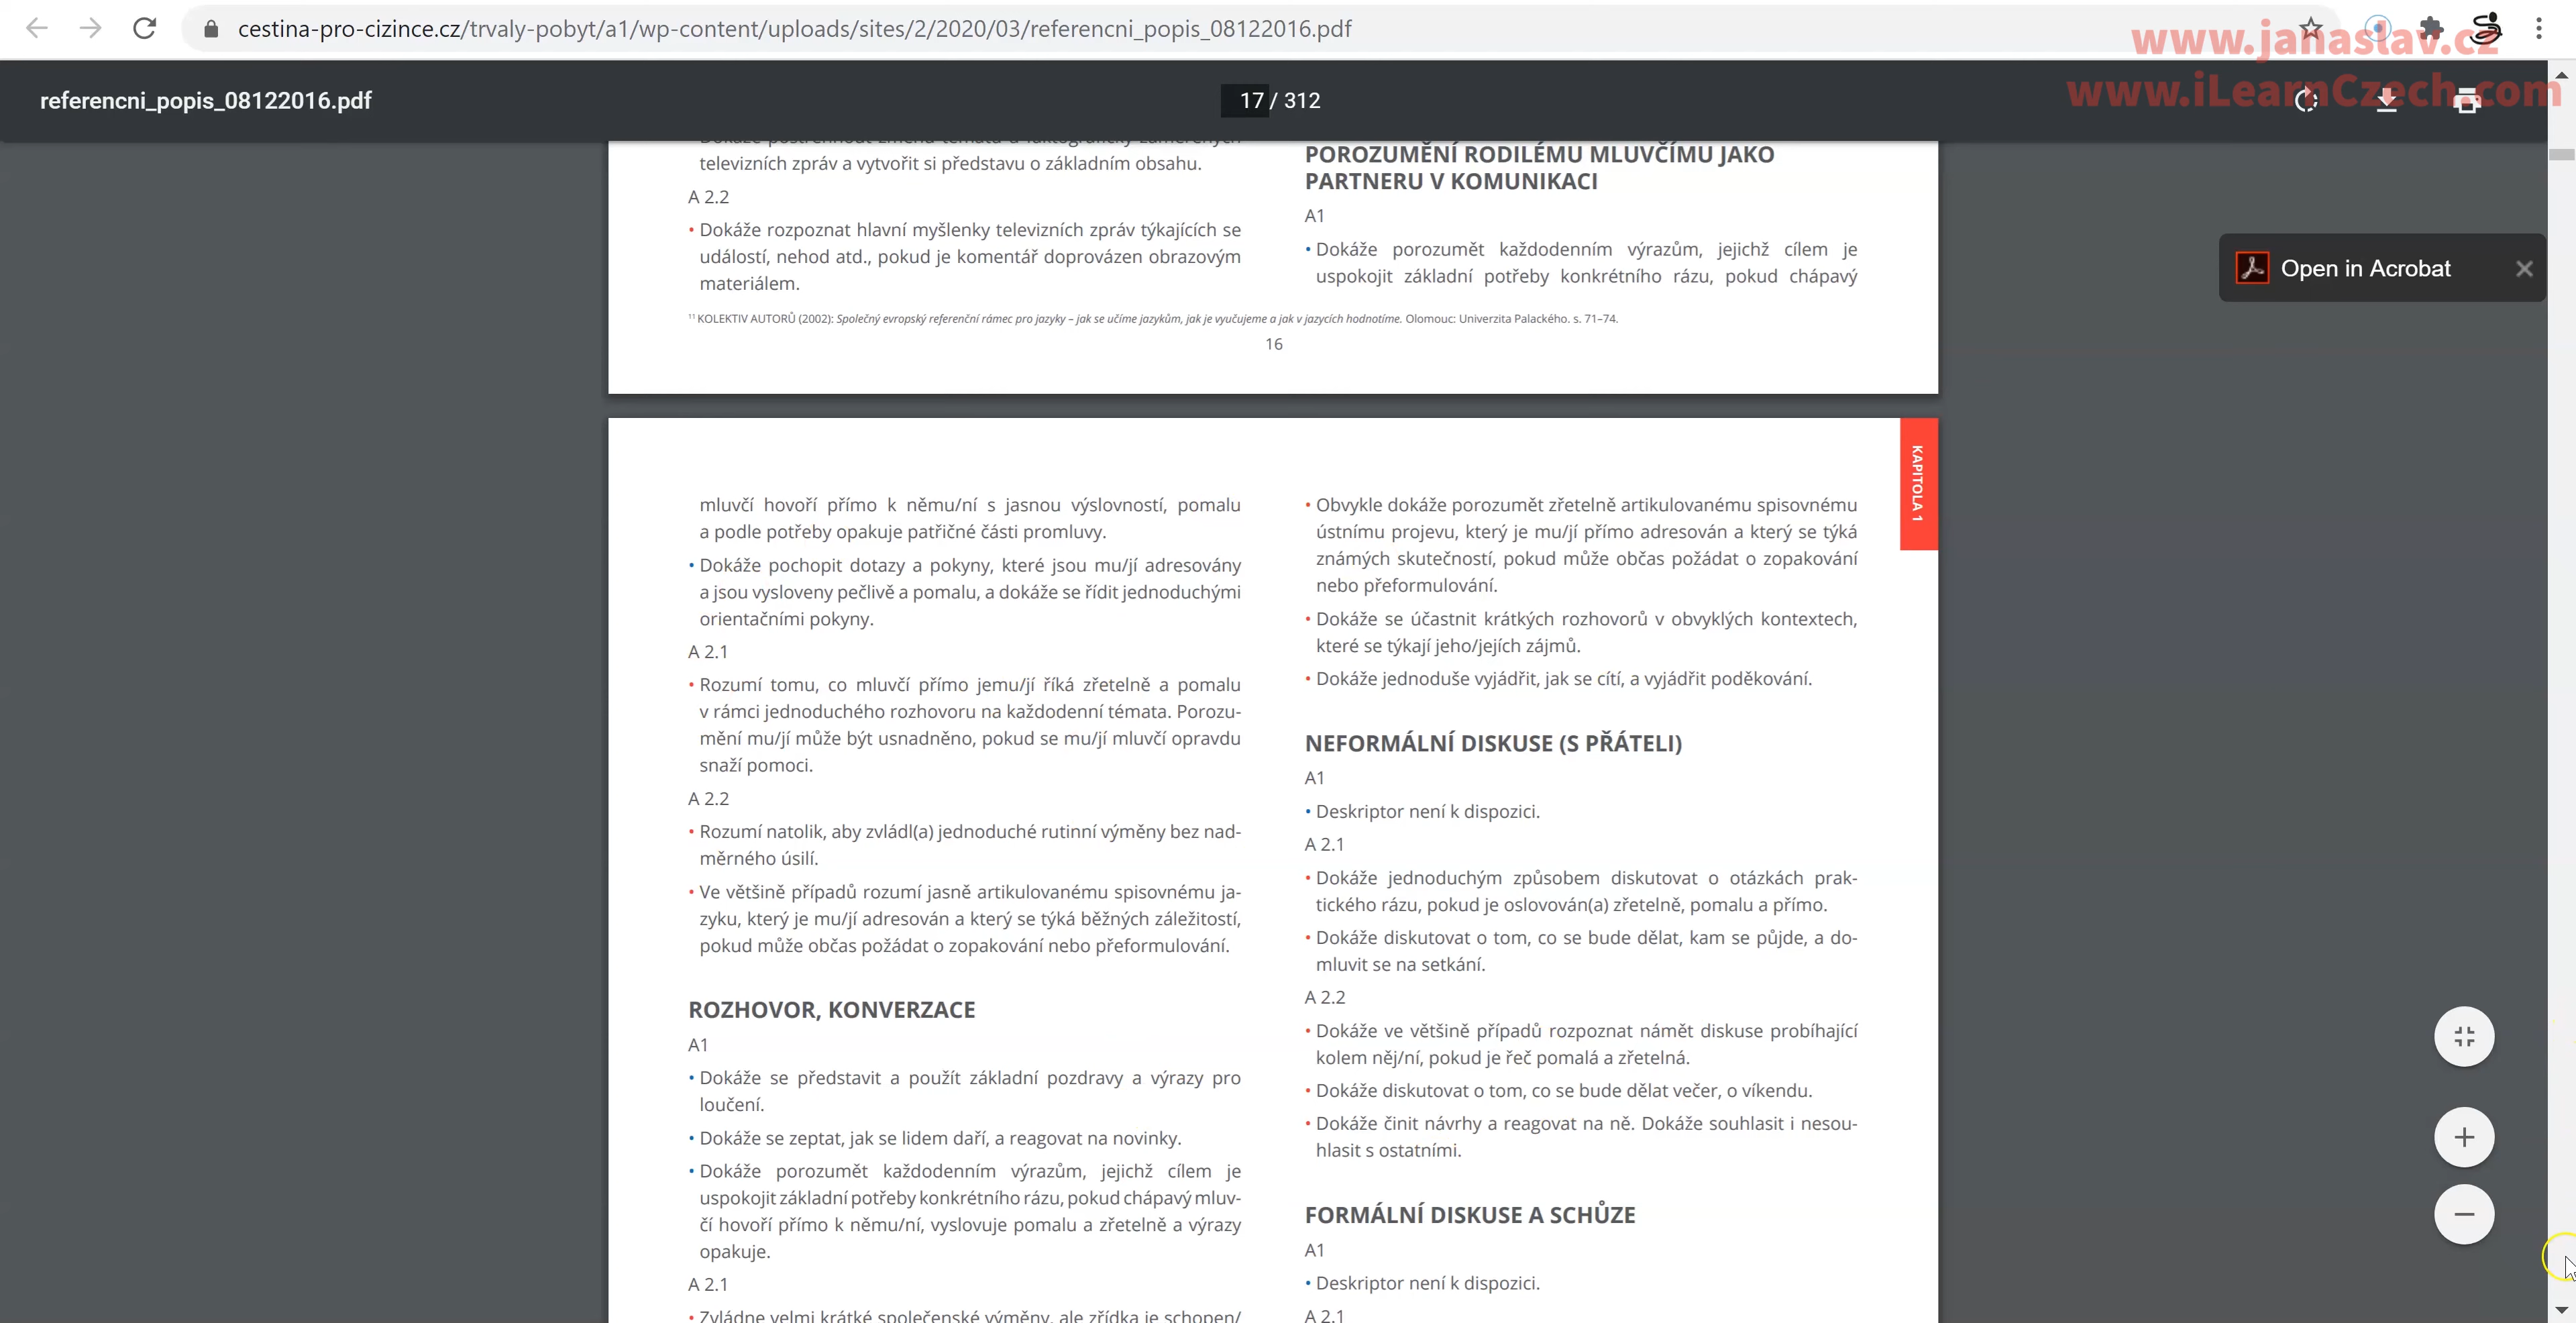 cestina-pro-cizince.cz/trvaly-pobyt/a1/wp-content/uploads/sites/2/2020/03/referencni_popis_08122016.pdf
www.janaslav.cz
www.iLearnCzech.com
referencni_popis_08122016.pdf
17 / 312
Open in Acrobat
televizních zpráv a vytvořit si představu o základním obsahu.
A 2.2
• Dokáže rozpoznat hlavní myšlenky televizních zpráv týkajících se
událostí, nehod atd., pokud je komentář doprovázen obrazovým
materiálem.
POROZUMĚNÍ RODILÉMU MLUVČÍMU JAKO
PARTNERU V KOMUNIKACI
A1
• Dokáže porozumět každodenním výrazům, jejichž cílem je
uspokojit základní potřeby konkrétního rázu, pokud chápavý
11 KOLEKTIV AUTORŮ (2002): Společný evropský referenční rámec pro jazyky – jak se učíme jazykům, jak je vyučujeme a jak v jazycích hodnotíme. Olomouc: Univerzita Palackého. s. 71–74.
16
KAPITOLA 1
mluvčí hovoří přímo k němu/ní s jasnou výslovností, pomalu
a podle potřeby opakuje patřičné části promluvy.
• Dokáže pochopit dotazy a pokyny, které jsou mu/jí adresovány
a jsou vysloveny pečlivě a pomalu, a dokáže se řídit jednoduchými
orientačními pokyny.
A 2.1
• Rozumí tomu, co mluvčí přímo jemu/jí říká zřetelně a pomalu
v rámci jednoduchého rozhovoru na každodenní témata. Porozu-
mění mu/jí může být usnadněno, pokud se mu/jí mluvčí opravdu
snaží pomoci.
A 2.2
• Rozumí natolik, aby zvládl(a) jednoduché rutinní výměny bez nad-
měrného úsilí.
• Ve většině případů rozumí jasně artikulovanému spisovnému ja-
zyku, který je mu/jí adresován a který se týká běžných záležitostí,
pokud může občas požádat o zopakování nebo přeformulování.
ROZHOVOR, KONVERZACE
A1
• Dokáže se představit a použít základní pozdravy a výrazy pro
loučení.
• Dokáže se zeptat, jak se lidem daří, a reagovat na novinky.
• Dokáže porozumět každodenním výrazům, jejichž cílem je
uspokojit základní potřeby konkrétního rázu, pokud chápavý mluv-
čí hovoří přímo k němu/ní, vyslovuje pomalu a zřetelně a výrazy
opakuje.
A 2.1
• Zvládne velmi krátké společenské výměny, ale zřídka je schopen/
• Obvykle dokáže porozumět zřetelně artikulovanému spisovnému
ústnímu projevu, který je mu/jí přímo adresován a který se týká
známých skutečností, pokud může občas požádat o zopakování
nebo přeformulování.
• Dokáže se účastnit krátkých rozhovorů v obvyklých kontextech,
které se týkají jeho/jejích zájmů.
• Dokáže jednoduše vyjádřit, jak se cítí, a vyjádřit poděkování.
NEFORMÁLNÍ DISKUSE (S PŘÁTELI)
A1
• Deskriptor není k dispozici.
A 2.1
• Dokáže jednoduchým způsobem diskutovat o otázkách prak-
tického rázu, pokud je oslovován(a) zřetelně, pomalu a přímo.
• Dokáže diskutovat o tom, co se bude dělat, kam se půjde, a do-
mluvit se na setkání.
A 2.2
• Dokáže ve většině případů rozpoznat námět diskuse probíhající
kolem něj/ní, pokud je řeč pomalá a zřetelná.
• Dokáže diskutovat o tom, co se bude dělat večer, o víkendu.
• Dokáže činit návrhy a reagovat na ně. Dokáže souhlasit i nesou-
hlasit s ostatními.
FORMÁLNÍ DISKUSE A SCHŮZE
A1
• Deskriptor není k dispozici.
A 2.1